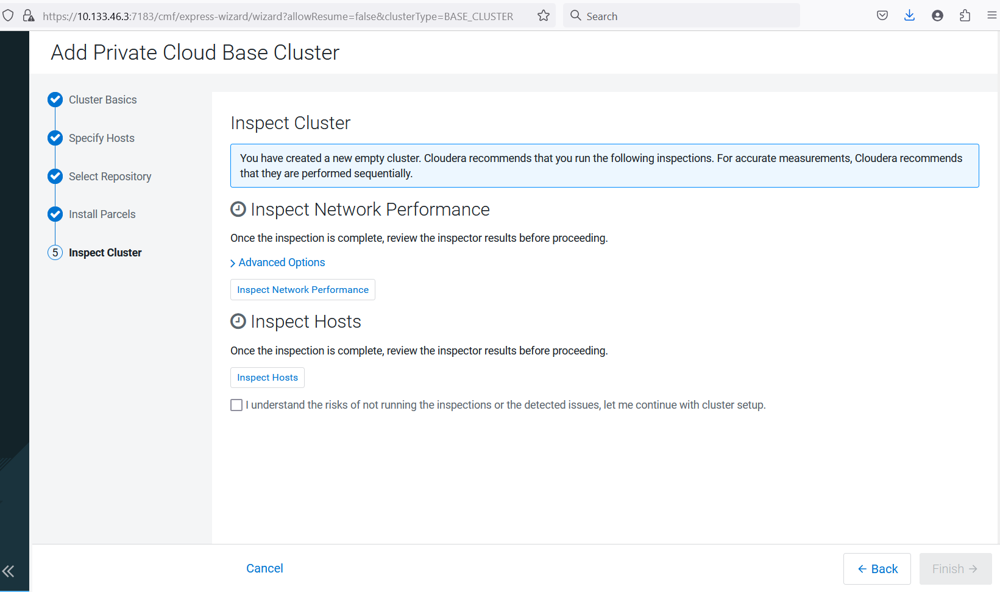 https://10.133.46.3:7183/cmf/express-wizard/wizard?allowResume=false&clusterType=BASE_CLUSTER
Search
Add Private Cloud Base Cluster
Cluster Basics
Specify Hosts
Select Repository
Install Parcels
5 Inspect Cluster
Inspect Cluster
You have created a new empty cluster. Cloudera recommends that you run the following inspections. For accurate measurements, Cloudera recommends
that they are performed sequentially.
Inspect Network Performance
Once the inspection is complete, review the inspector results before proceeding.
Advanced Options
Inspect Network Performance
Inspect Hosts
Once the inspection is complete, review the inspector results before proceeding.
Inspect Hosts
I understand the risks of not running the inspections or the detected issues, let me continue with cluster setup.
Cancel
Back
Finish